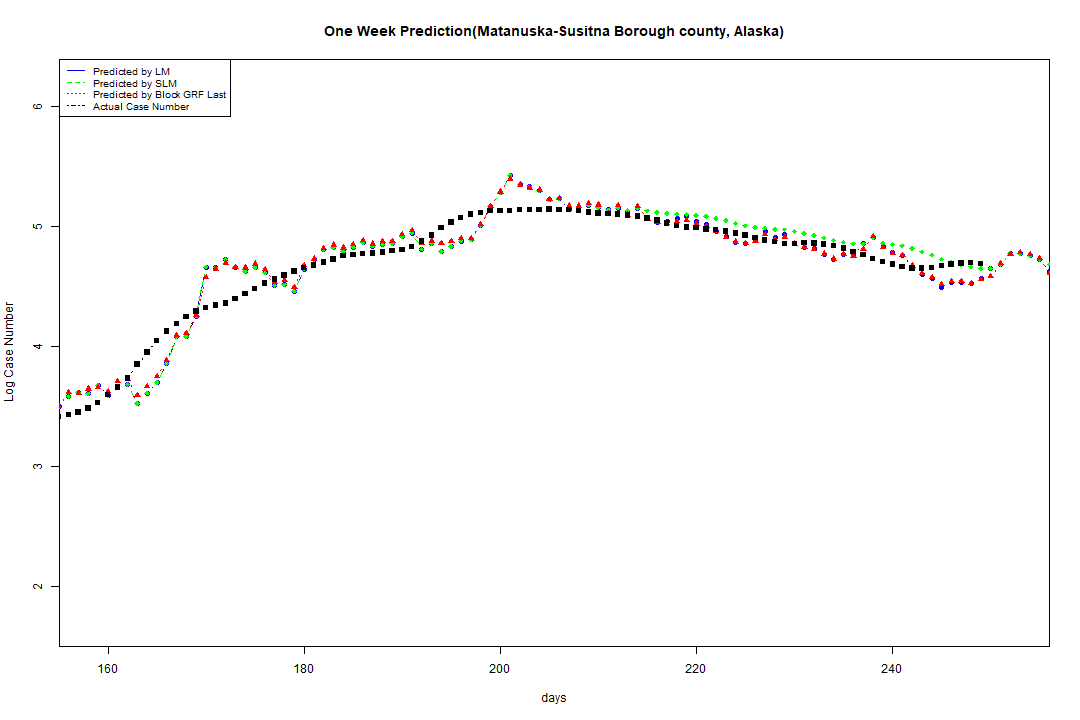 One Week Prediction(Matanuska-Susitna Borough county, Alaska)
Predicted by LM
Predicted by SLM
Predicted by Block GRF Last
Actual Case Number
6
5
4
3
2
Log Case Number
160 180 200 220 240
days